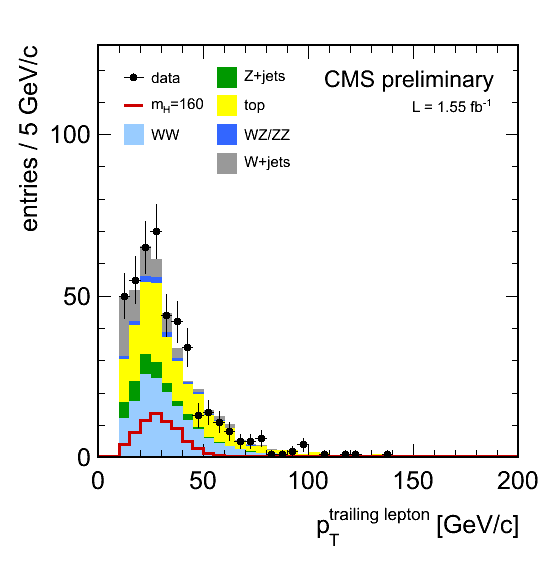 CMS preliminary
L = 1.55 fb⁻¹
data
m_H=160
WW
Z+jets
top
WZ/ZZ
W+jets
entries / 5 GeV/c
100
50
0
0 50 100 150 200
p_T^trailing lepton [GeV/c]